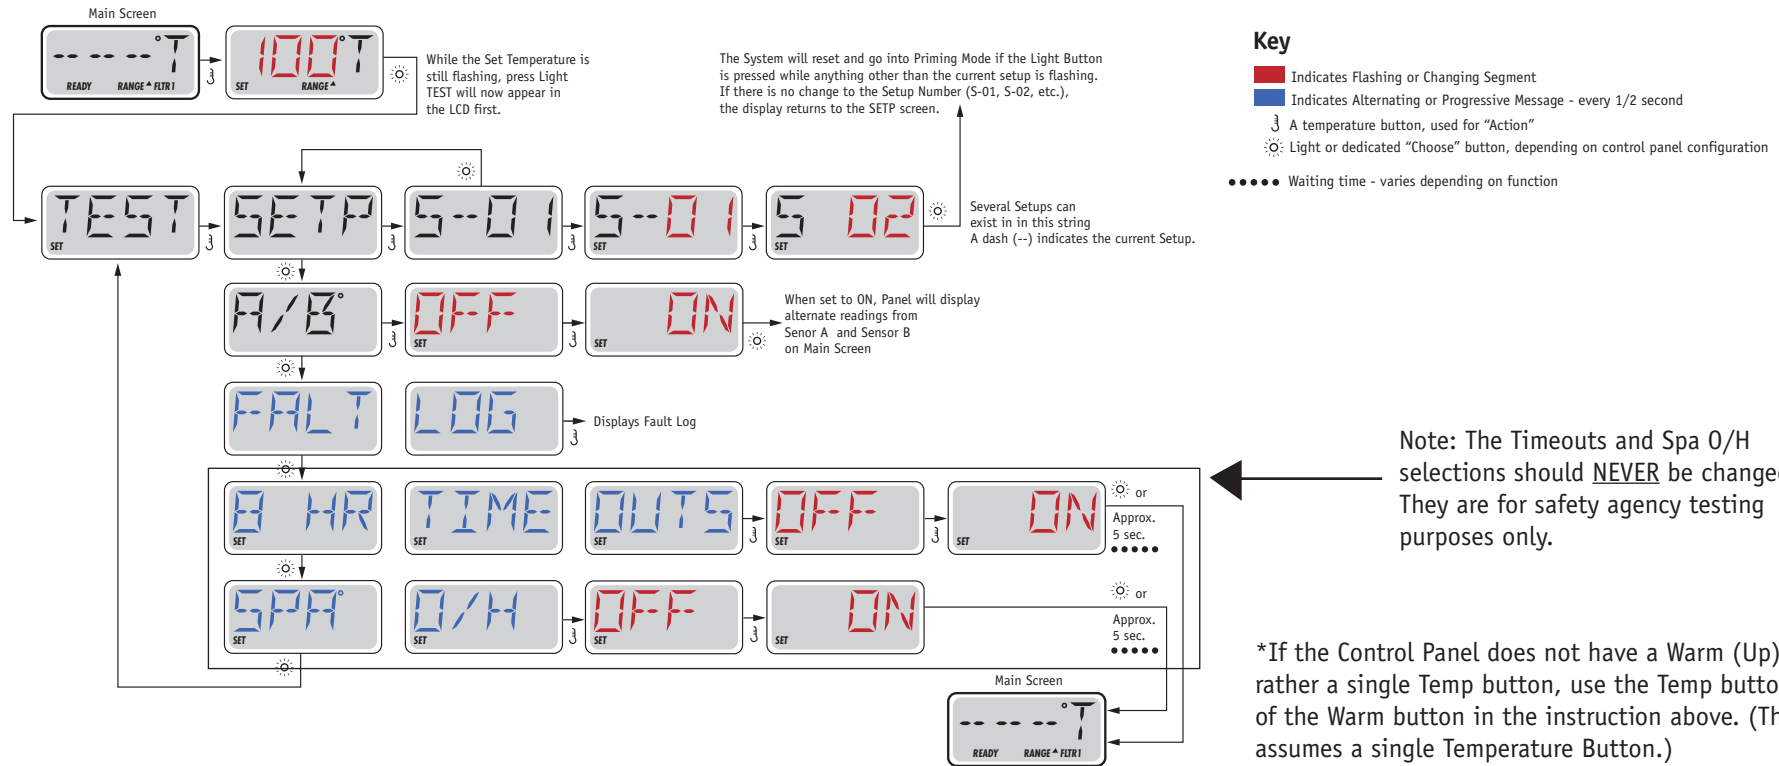 Main Screen
-- -- -- °T
READY RANGE FLTR1
100°T
SET RANGE
While the Set Temperature is
still flashing, press Light
TEST will now appear in
the LCD first.
The System will reset and go into Priming Mode if the Light Button
is pressed while anything other than the current setup is flashing.
If there is no change to the Setup Number (S-01, S-02, etc.),
the display returns to the SETP screen.
Key
Indicates Flashing or Changing Segment
Indicates Alternating or Progressive Message - every 1/2 second
A temperature button, used for “Action”
Light or dedicated “Choose” button, depending on control panel configuration
Waiting time - varies depending on function
TEST
SET
SETP
S-01
S--01
SET
S 02
SET
Several Setups can
exist in in this string
A dash (--) indicates the current Setup.
A/B°
OFF
SET
ON
SET
When set to ON, Panel will display
alternate readings from
Senor A and Sensor B
on Main Screen
FALT
LOG
Displays Fault Log
8 HR
SET
TIME
SET
OUTS
SET
OFF
SET
ON
SET
or
Approx.
5 sec.
SPA°
SET
O/H
SET
OFF
SET
ON
SET
or
Approx.
5 sec.
Note: The Timeouts and Spa O/H
selections should NEVER be change
They are for safety agency testing
purposes only.
Main Screen
-- -- -- °T
READY RANGE FLTR1
*If the Control Panel does not have a Warm (Up)
rather a single Temp button, use the Temp butto
of the Warm button in the instruction above. (Th
assumes a single Temperature Button.)